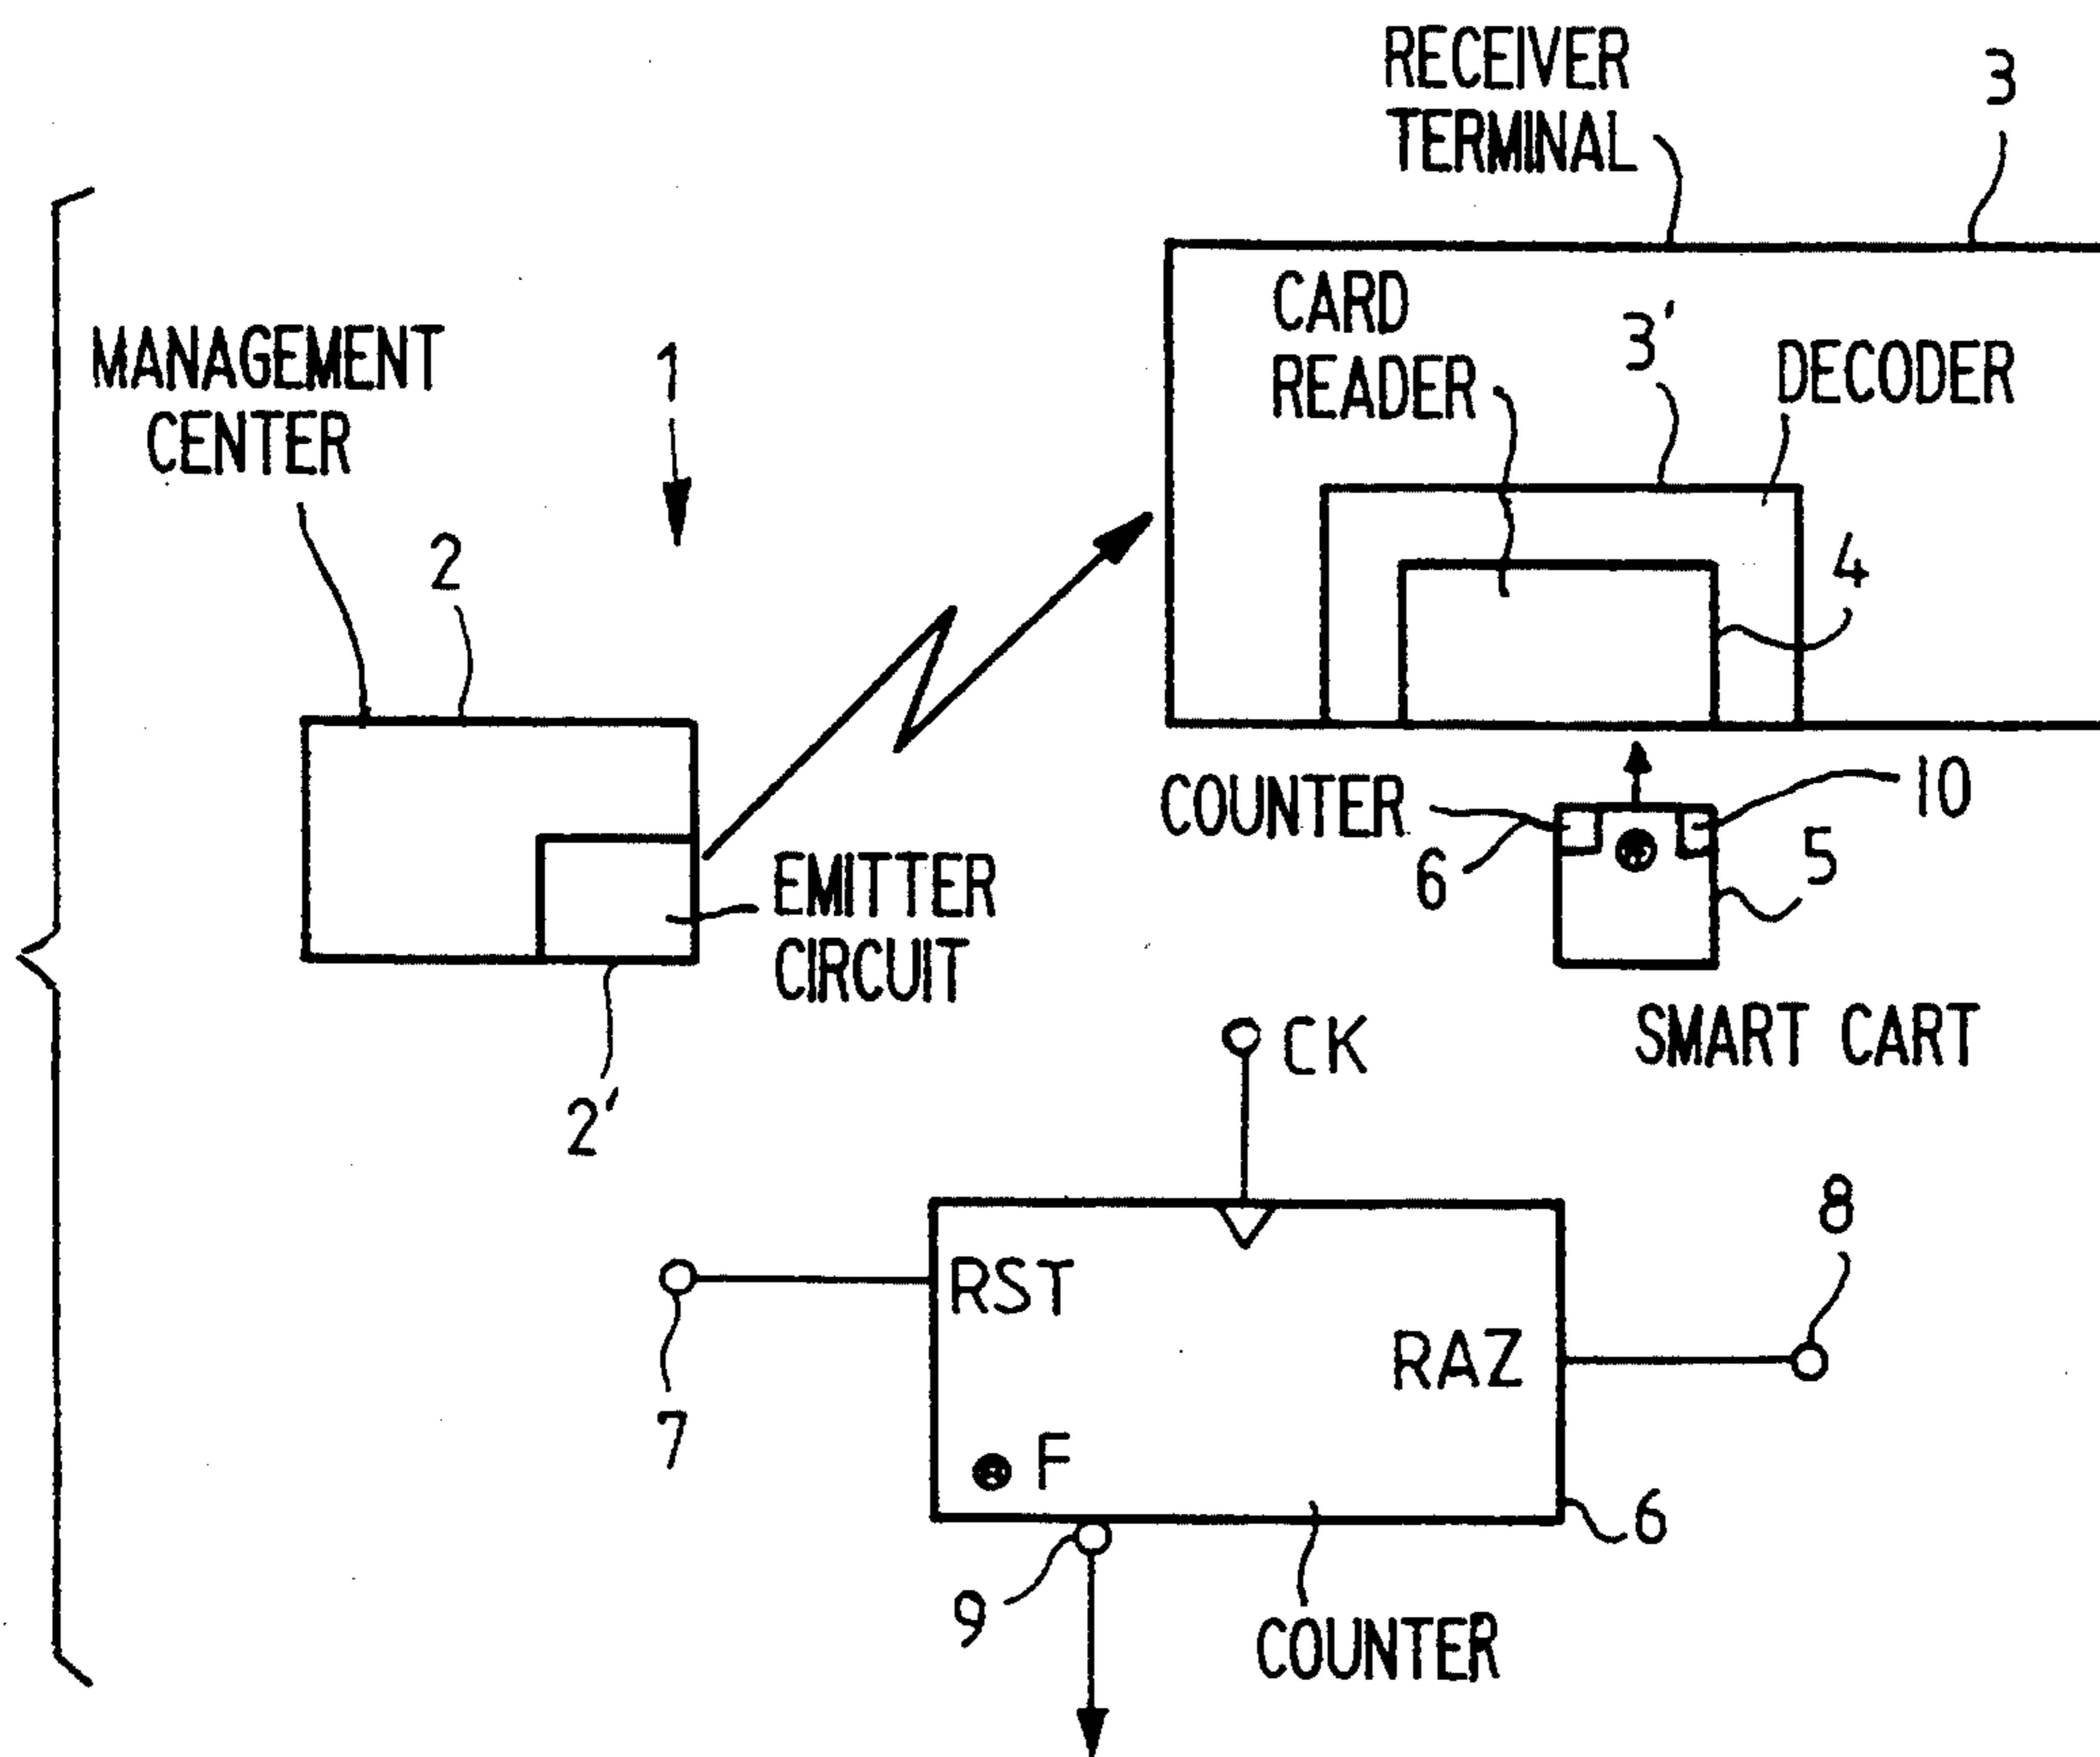 RECEIVER
TERMINAL
3
CARD
READER
3'
DECODER
MANAGEMENT
CENTER
1
2
4
COUNTER
6
10
5
EMITTER
CIRCUIT
2'
SMART CART
CK
RST
RAZ
8
7
F
6
9
COUNTER